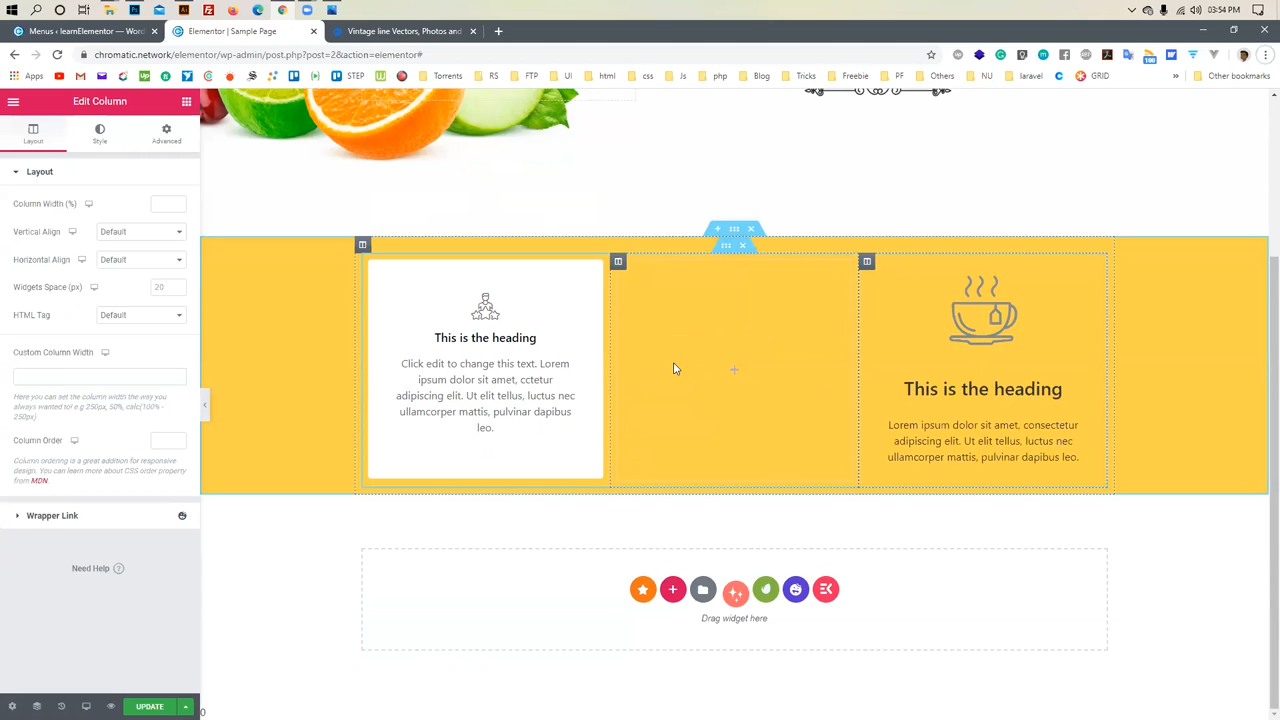 03:54 PM
Menus ‹ learnElementor — Wor
Elementor | Sample Page
Vintage line Vectors, Photos and
chromatic.network/elementor/wp-admin/post.php?post=2&action=elementor#
Apps
STEP
Torrents
RS
FTP
UI
html
css
Js
php
Blog
Tricks
Freebie
PF
Others
NU
laravel
GRID
Other bookmarks
Edit Column
Layout
Style
Advanced
Layout
Column Width (%)
Vertical Align
Default
Horizontal Align
Default
Widgets Space (px)
20
HTML Tag
Default
Custom Column Width
Here you can set the column width the way you
always wanted to! e.g 250px, 50%, calc(100% -
250px)
Column Order
Column ordering is a great addition for responsive
design. You can learn more about CSS order property
from MDN.
Wrapper Link
Need Help
UPDATE
This is the heading
Click edit to change this text. Lorem
ipsum dolor sit amet, cctetur
adipiscing elit. Ut elit tellus, luctus nec
ullamcorper mattis, pulvinar dapibus
leo.
This is the heading
Lorem ipsum dolor sit amet, consectetur
adipiscing elit. Ut elit tellus, luctus nec
ullamcorper mattis, pulvinar dapibus leo.
Drag widget here